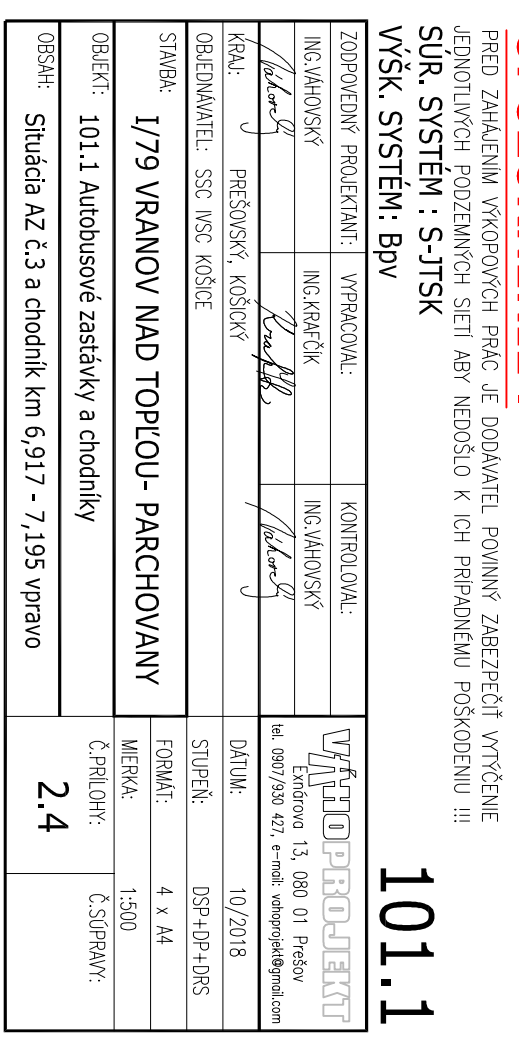 PRED ZAHÁJENÍM VÝKOPOVÝCH PRÁC JE DODÁVATEL POVINNÝ ZABEZPEČIŤ VYTÝČENIE
JEDNOTLIVÝCH PODZEMNÝCH SIETÍ ABY NEDOŠLO K ICH PRÍPADNÉMU POŠKODENIU !!!
SÚR. SYSTÉM : S-JTSK
VÝŠK. SYSTÉM: Bpv
101.1
ZODPOVEDNÝ PROJEKTANT:
VYPRACOVAL:
KONTROLOVAL:
ING.VÁHOVSKÝ
ING.KRAFČÍK
ING.VÁHOVSKÝ
VÁHOPROJEKT
Exnárova 13, 080 01 Prešov
tel. 0907/930 427, e-mail: vahoprojekt@gmail.com
KRAJ: PREŠOVSKÝ, KOŠICKÝ
OBJEDNÁVATEL: SSC IVSC KOŠICE
STAVBA: I/79 VRANOV NAD TOPĽOU- PARCHOVANY
OBJEKT: 101.1 Autobusové zastávky a chodníky
OBSAH: Situácia AZ č.3 a chodník km 6,917 - 7,195 vpravo
DÁTUM: 10/2018
STUPEŇ: DSP+DP+DRS
FORMÁT: 4 x A4
MIERKA: 1:500
Č.PRÍLOHY: Č.SÚPRAVY:
2.4